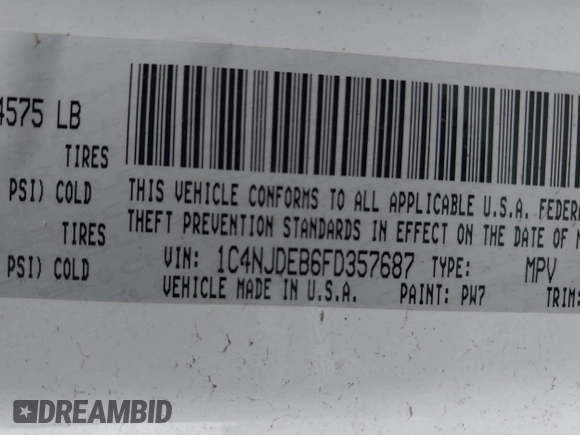 4575 LB
TIRES
PSI) COLD
TIRES
PSI) COLD
THIS VEHICLE CONFORMS TO ALL APPLICABLE U.S.A. FEDER
THEFT PREVENTION STANDARDS IN EFFECT ON THE DATE OF M
VIN: 1C4NJDEB6FD357687 TYPE: MPV
VEHICLE MADE IN U.S.A. PAINT: PW7 TRIM:
DREAMBID